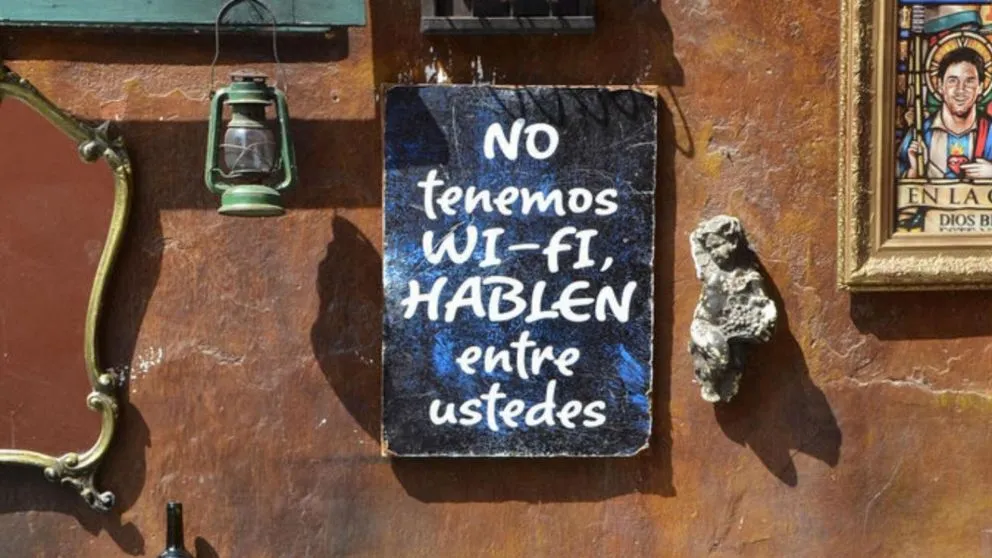 NO
tenemos
WI-FI,
HABLEN
entre
ustedes
EN LA
DIOS